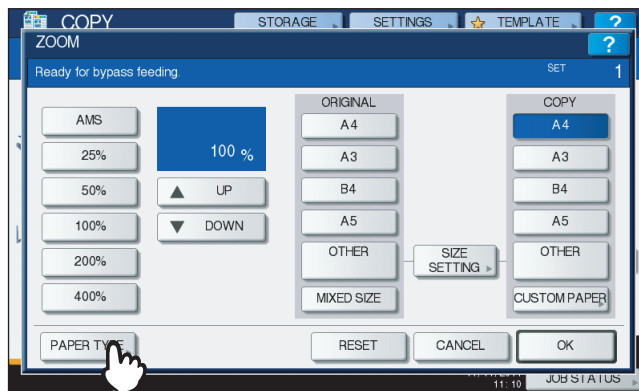 COPY
STORAGE
SETTINGS
TEMPLATE
?
ZOOM
?
Ready for bypass feeding.
SET 1
ORIGINAL
COPY
AMS
25%
50%
100%
200%
400%
100 %
UP
DOWN
A4
A3
B4
A5
OTHER
MIXED SIZE
SIZE
SETTING
A4
A3
B4
A5
OTHER
CUSTOM PAPER
RESET
CANCEL
OK
11:10
JOB STATUS